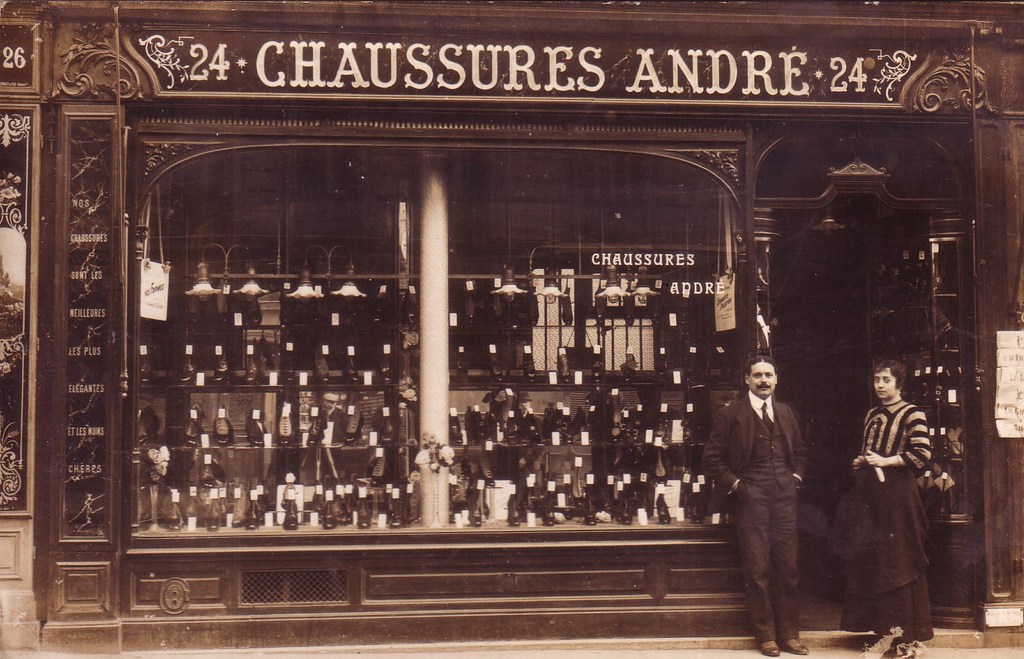 26
24 * CHAUSSURES ANDRÉ * 24
NOS
CHAUSSURES
SONT LES
MEILLEURES
LES PLUS
ÉLÉGANTES
ET LES MOINS
CHÈRES
CHAUSSURES
ANDRÉ